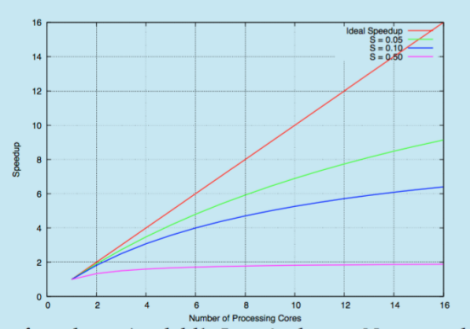 16
14
12
10
8
6
4
2
0
Speedup
Ideal Speedup
S = 0.05
S = 0.10
S = 0.50
0 2 4 6 8 10 12 14 16
Number of Processing Cores